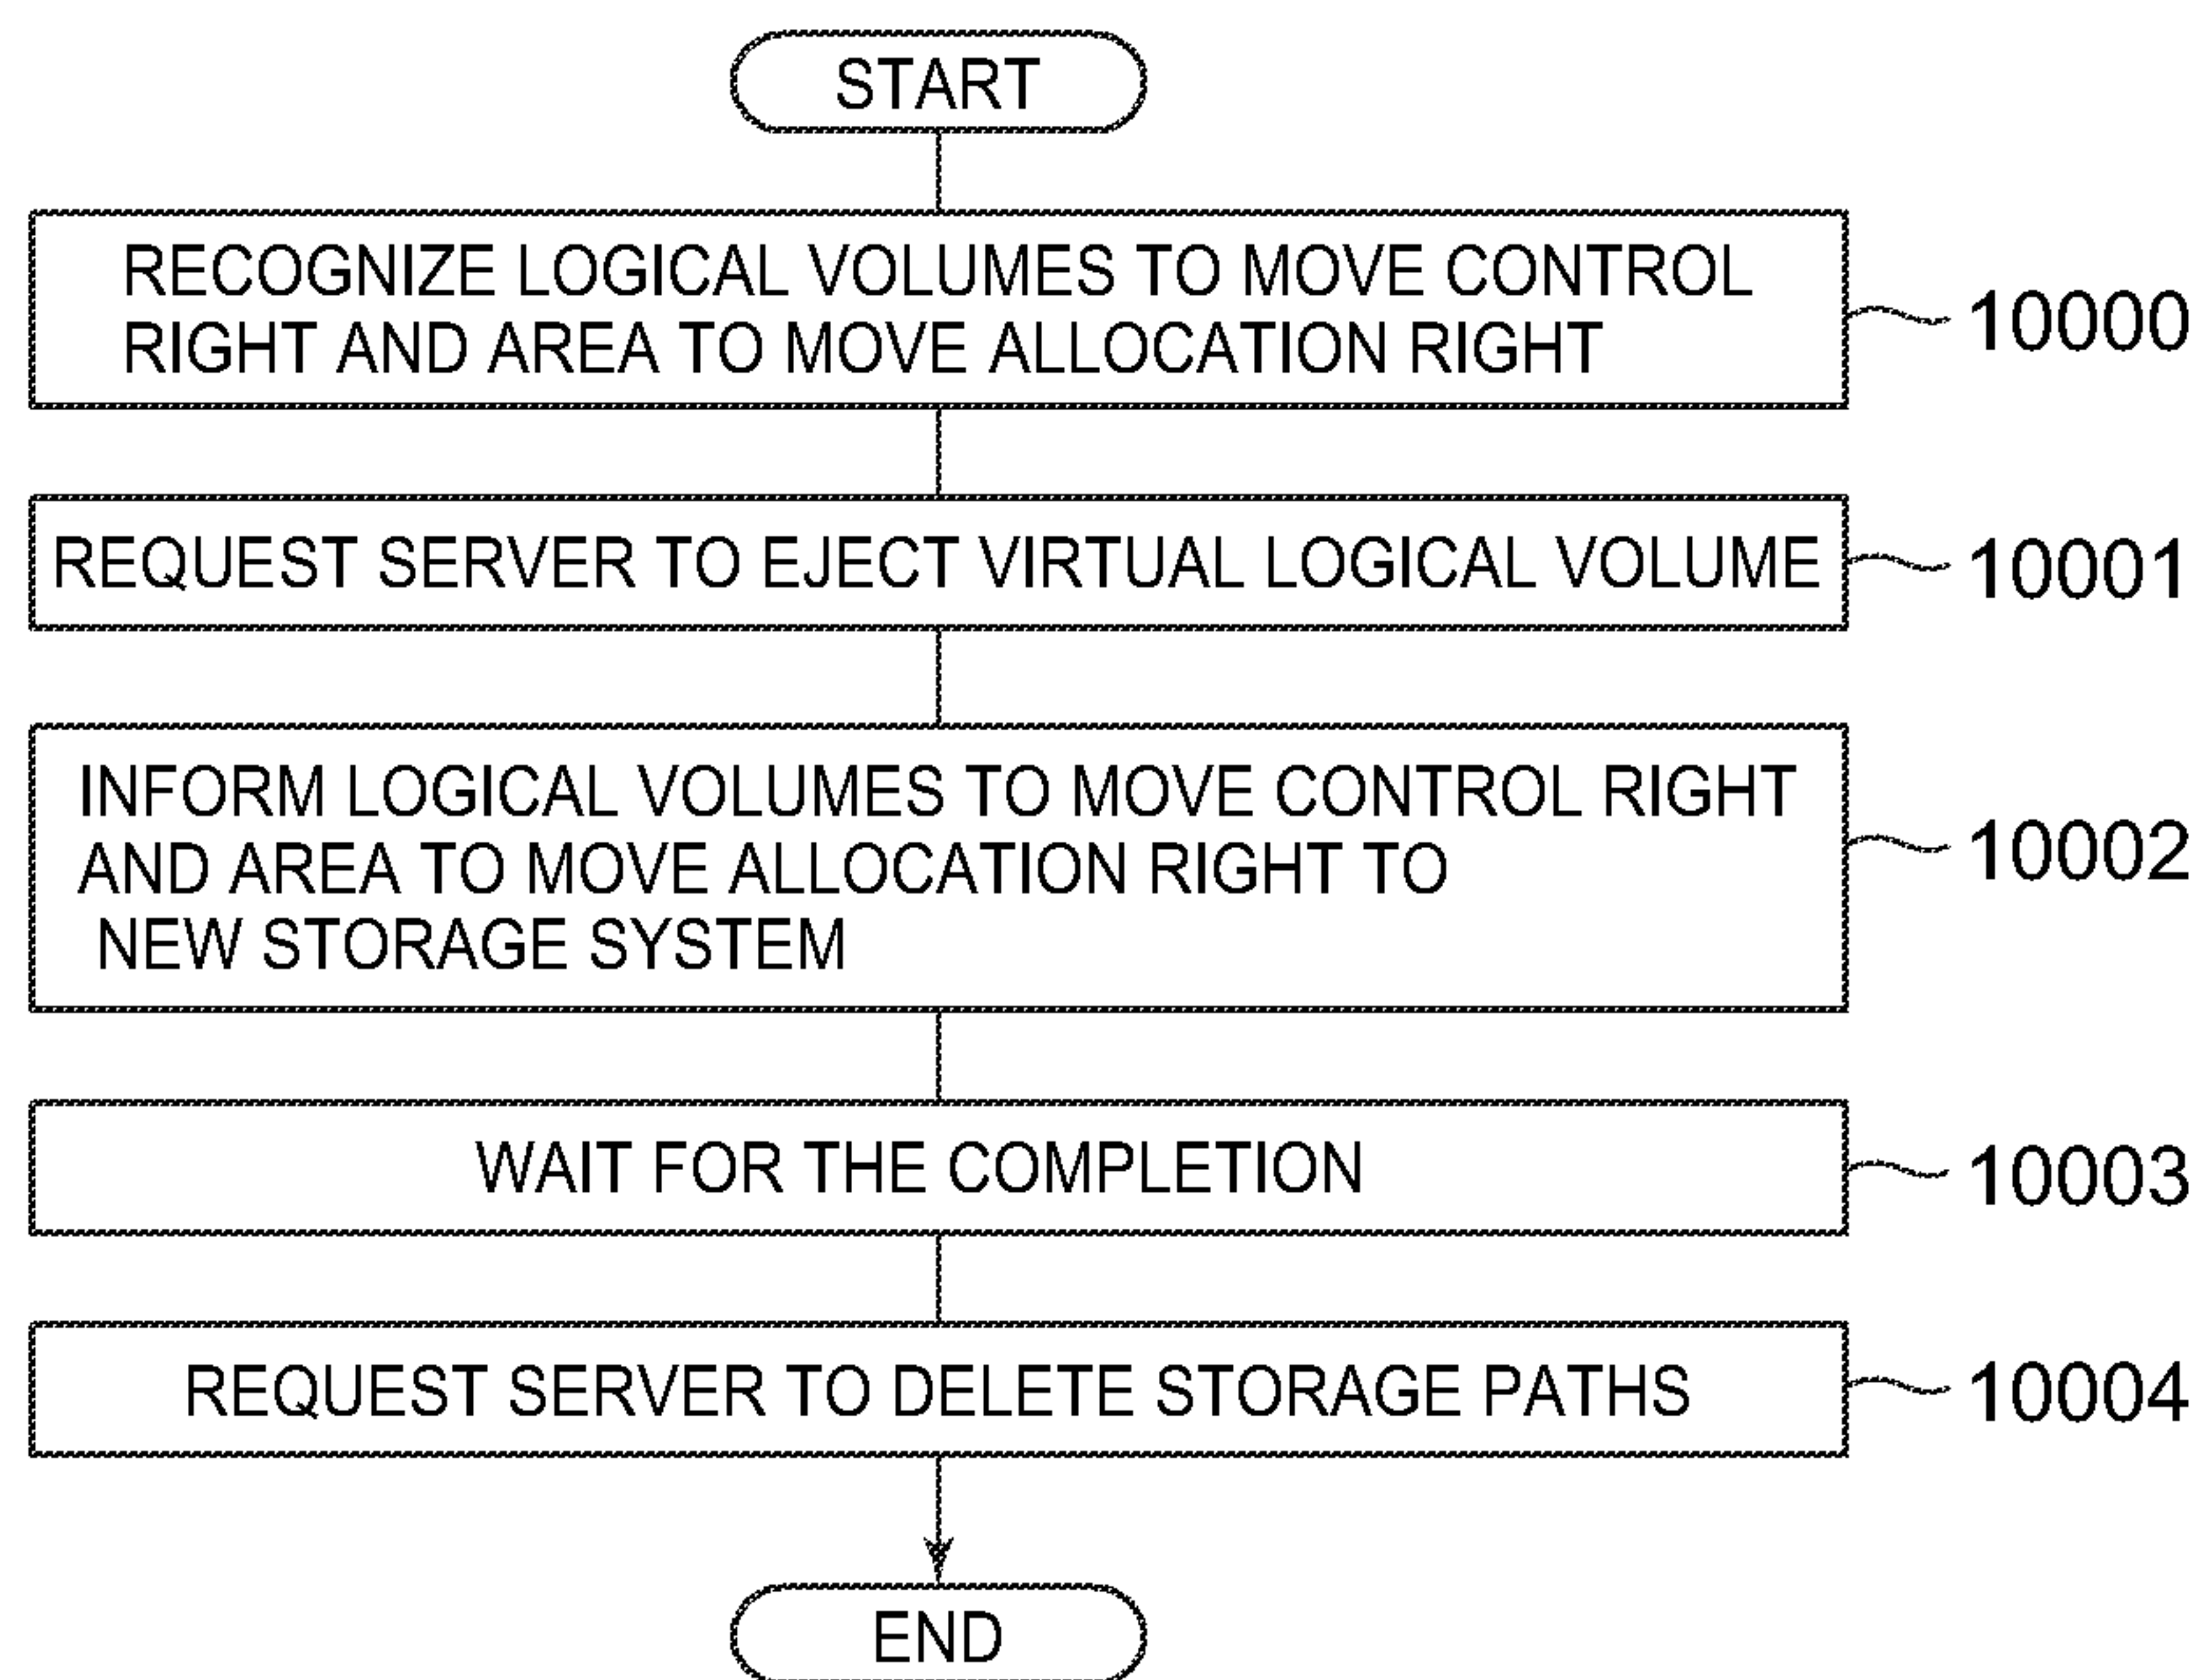 START
RECOGNIZE LOGICAL VOLUMES TO MOVE CONTROL
RIGHT AND AREA TO MOVE ALLOCATION RIGHT
10000
REQUEST SERVER TO EJECT VIRTUAL LOGICAL VOLUME
10001
INFORM LOGICAL VOLUMES TO MOVE CONTROL RIGHT
AND AREA TO MOVE ALLOCATION RIGHT TO
NEW STORAGE SYSTEM
10002
WAIT FOR THE COMPLETION
10003
REQUEST SERVER TO DELETE STORAGE PATHS
10004
END